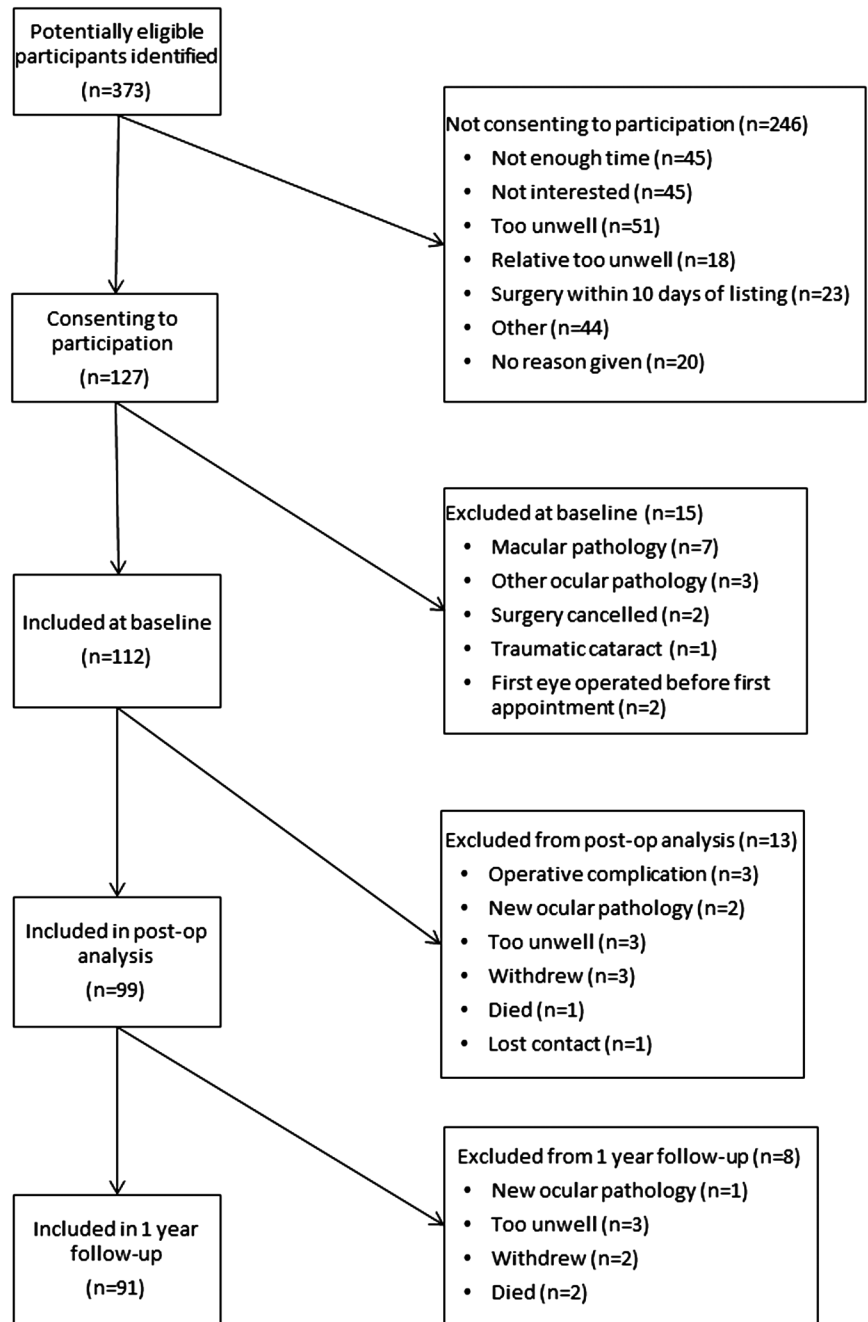 Potentially eligible
participants identified
(n=373)
Not consenting to participation (n=246)
• Not enough time (n=45)
• Not interested (n=45)
• Too unwell (n=51)
• Relative too unwell (n=18)
• Surgery within 10 days of listing (n=23)
• Other (n=44)
• No reason given (n=20)
Consenting to
participation
(n=127)
Excluded at baseline (n=15)
• Macular pathology (n=7)
• Other ocular pathology (n=3)
• Surgery cancelled (n=2)
• Traumatic cataract (n=1)
• First eye operated before first
appointment (n=2)
Included at baseline
(n=112)
Excluded from post-op analysis (n=13)
• Operative complication (n=3)
• New ocular pathology (n=2)
• Too unwell (n=3)
• Withdrew (n=3)
• Died (n=1)
• Lost contact (n=1)
Included in post-op
analysis
(n=99)
Excluded from 1 year follow-up (n=8)
• New ocular pathology (n=1)
• Too unwell (n=3)
• Withdrew (n=2)
• Died (n=2)
Included in 1 year
follow-up
(n=91)